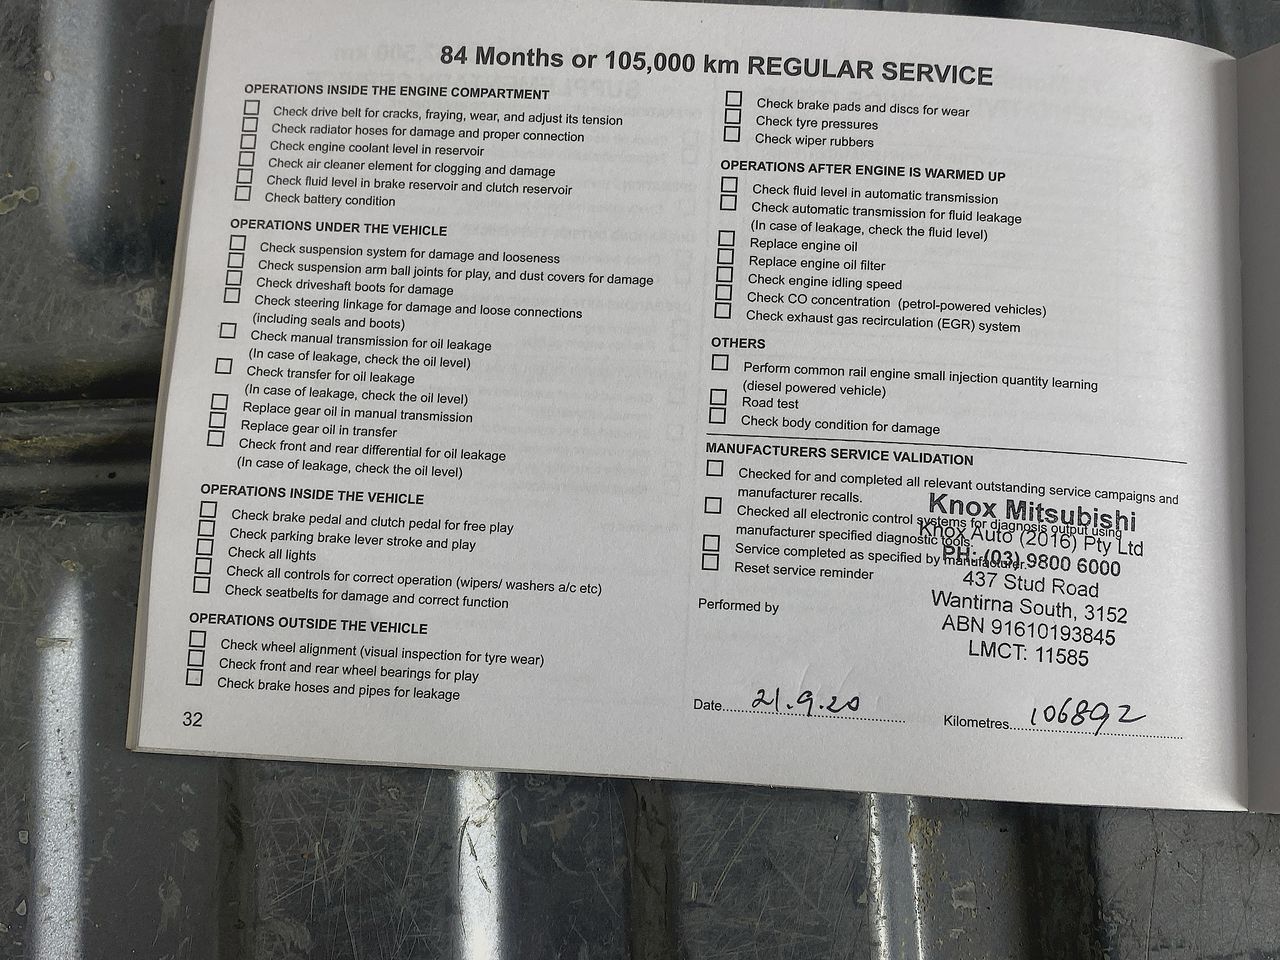 84 Months or 105,000 km REGULAR SERVICE
OPERATIONS INSIDE THE ENGINE COMPARTMENT
Check drive belt for cracks, fraying, wear, and adjust its tension
Check radiator hoses for damage and proper connection
Check engine coolant level in reservoir
Check air cleaner element for clogging and damage
Check fluid level in brake reservoir and clutch reservoir
Check battery condition
OPERATIONS UNDER THE VEHICLE
Check suspension system for damage and looseness
Check suspension arm ball joints for play, and dust covers for damage
Check driveshaft boots for damage
Check steering linkage for damage and loose connections
(including seals and boots)
Check manual transmission for oil leakage
(In case of leakage, check the oil level)
Check transfer for oil leakage
(In case of leakage, check the oil level)
Replace gear oil in manual transmission
Replace gear oil in transfer
Check front and rear differential for oil leakage
(In case of leakage, check the oil level)
OPERATIONS INSIDE THE VEHICLE
Check brake pedal and clutch pedal for free play
Check parking brake lever stroke and play
Check all lights
Check all controls for correct operation (wipers/ washers a/c etc)
Check seatbelts for damage and correct function
OPERATIONS OUTSIDE THE VEHICLE
Check wheel alignment (visual inspection for tyre wear)
Check front and rear wheel bearings for play
Check brake hoses and pipes for leakage
32
Check brake pads and discs for wear
Check tyre pressures
Check wiper rubbers
OPERATIONS AFTER ENGINE IS WARMED UP
Check fluid level in automatic transmission
Check automatic transmission for fluid leakage
(In case of leakage, check the fluid level)
Replace engine oil
Replace engine oil filter
Check engine idling speed
Check CO concentration (petrol-powered vehicles)
Check exhaust gas recirculation (EGR) system
OTHERS
Perform common rail engine small injection quantity learning
(diesel powered vehicle)
Road test
Check body condition for damage
MANUFACTURERS SERVICE VALIDATION
Checked for and completed all relevant outstanding service campaigns and
manufacturer recalls.
Checked all electronic control systems for diagnosis output using
manufacturer specified diagnostic tools.
Service completed as specified by manufacturer.
Reset service reminder
Knox Mitsubishi
Knox Auto (2016) Pty Ltd
PH: (03) 9800 6000
437 Stud Road
Wantirna South, 3152
ABN 91610193845
LMCT: 11585
Performed by
Date 21.9.20
Kilometres 106892